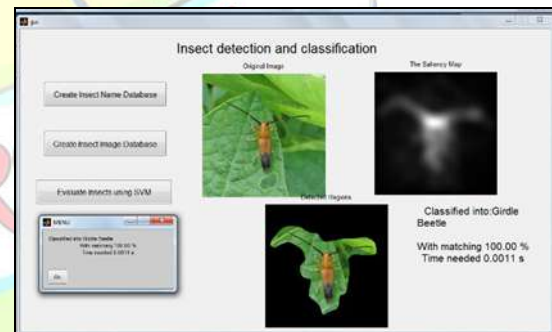 Insect detection and classification
Original Image
The Saliency Map
Create Insect Name Database
Create Insect Image Database
Evaluate Insects using SVM
Detected Regions
MENU
Classified into:Girdle Beetle
With matching 100.00 %
Time needed 0.0011 s
Classified into:Girdle
Beetle
With matching 100.00 %
Time needed 0.0011 s